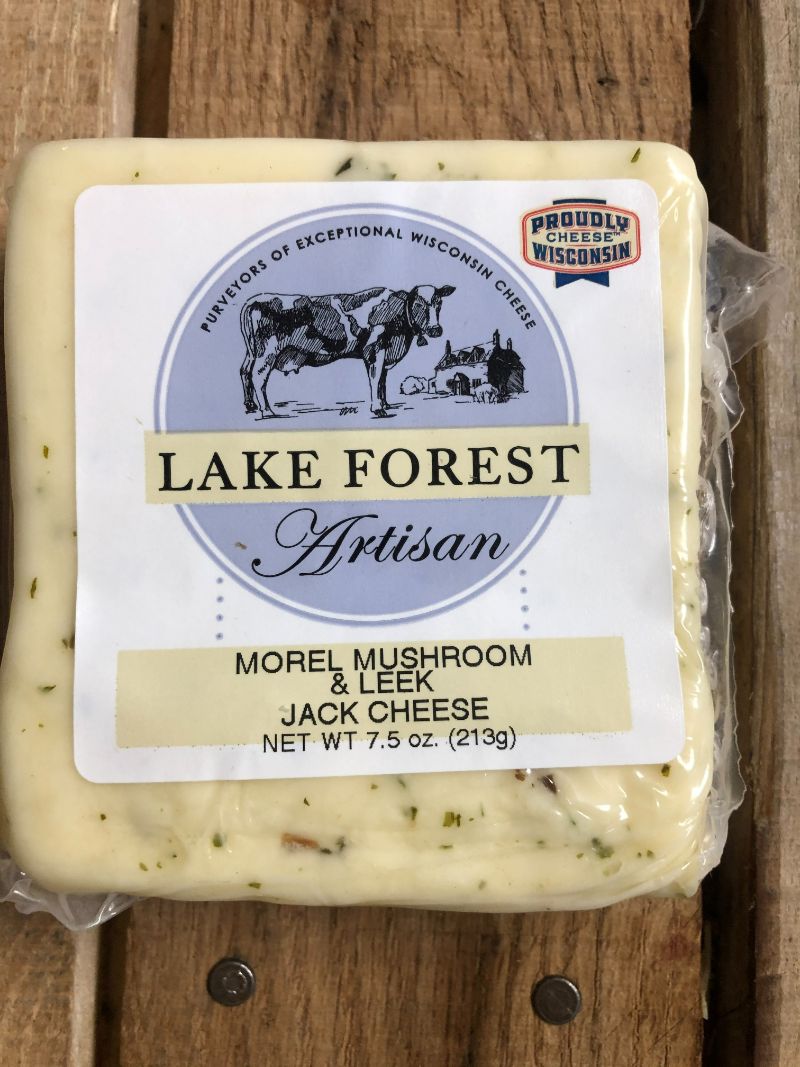 PROUDLY
CHEESE™
WISCONSIN
PURVEYORS OF EXCEPTIONAL WISCONSIN CHEESE
LAKE FOREST
Artisan
MOREL MUSHROOM
& LEEK
JACK CHEESE
NET WT 7.5 oz. (213g)